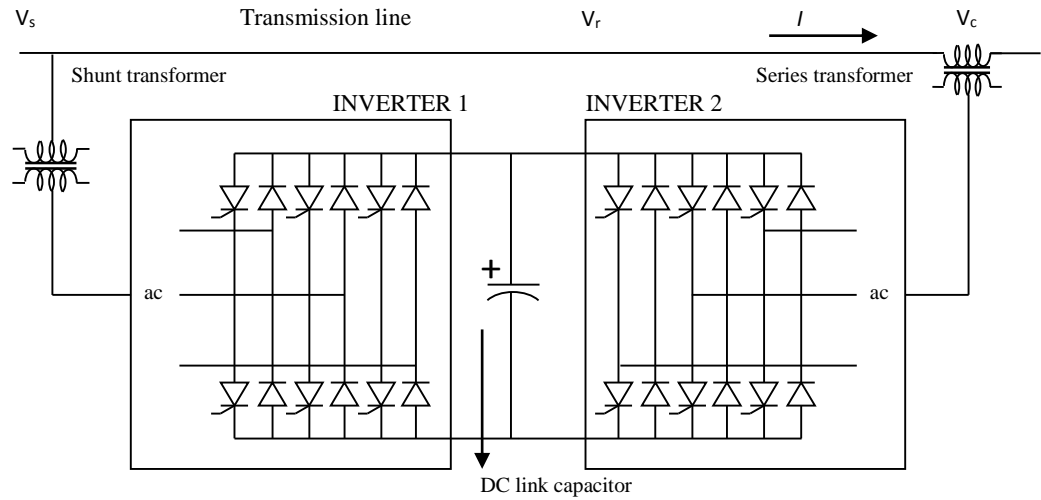 Vs Transmission line Vr I Vc
Shunt transformer Series transformer
INVERTER 1 INVERTER 2
ac + ac
DC link capacitor